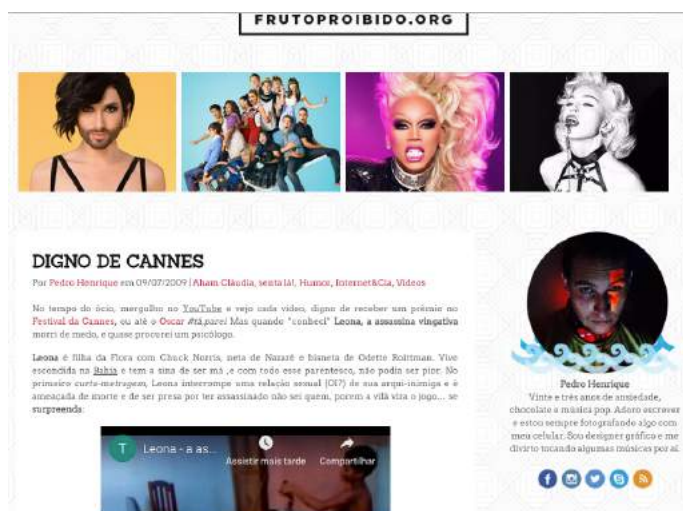 FRUTOPROIBIDO.ORG
DIGNO DE CANNES
Por Pedro Henrique em 09/07/2009 | Aham Cláudia, senta lá!, Humor, Internet&Cia, Videos
No tempo do ócio, mergulho no YouTube e vejo cada video, digno de receber um prêmio no
Festival da Cannes, ou até o Oscar #tá,parei Mas quando "conheci" Leona, a assassina vingativa
morri de medo, e quase procurei um psicólogo.
Leona é filha da Flora com Chuck Norris, neta de Nazaré e bisneta de Odette Roittman. Vive
escondida na Bahia e tem a sina de ser má ,e com todo esse parentesco, não podia ser pior. No
primeiro curta-metragem, Leona interrompe uma relação sexual (OI?) de sua arqui-inimiga e é
ameaçada de morte e de ser presa por ter assassinado não sei quem, porem a vilã vira o jogo... se
surpreenda:
T
Leona - a as...
Assistir mais tarde
Compartilhar
Pedro Henrique
Vinte e três anos de ansiedade,
chocolate e música pop. Adoro escrever
e estou sempre fotografando algo com
meu celular. Sou designer gráfico e me
divirto tocando algumas músicas por aí.